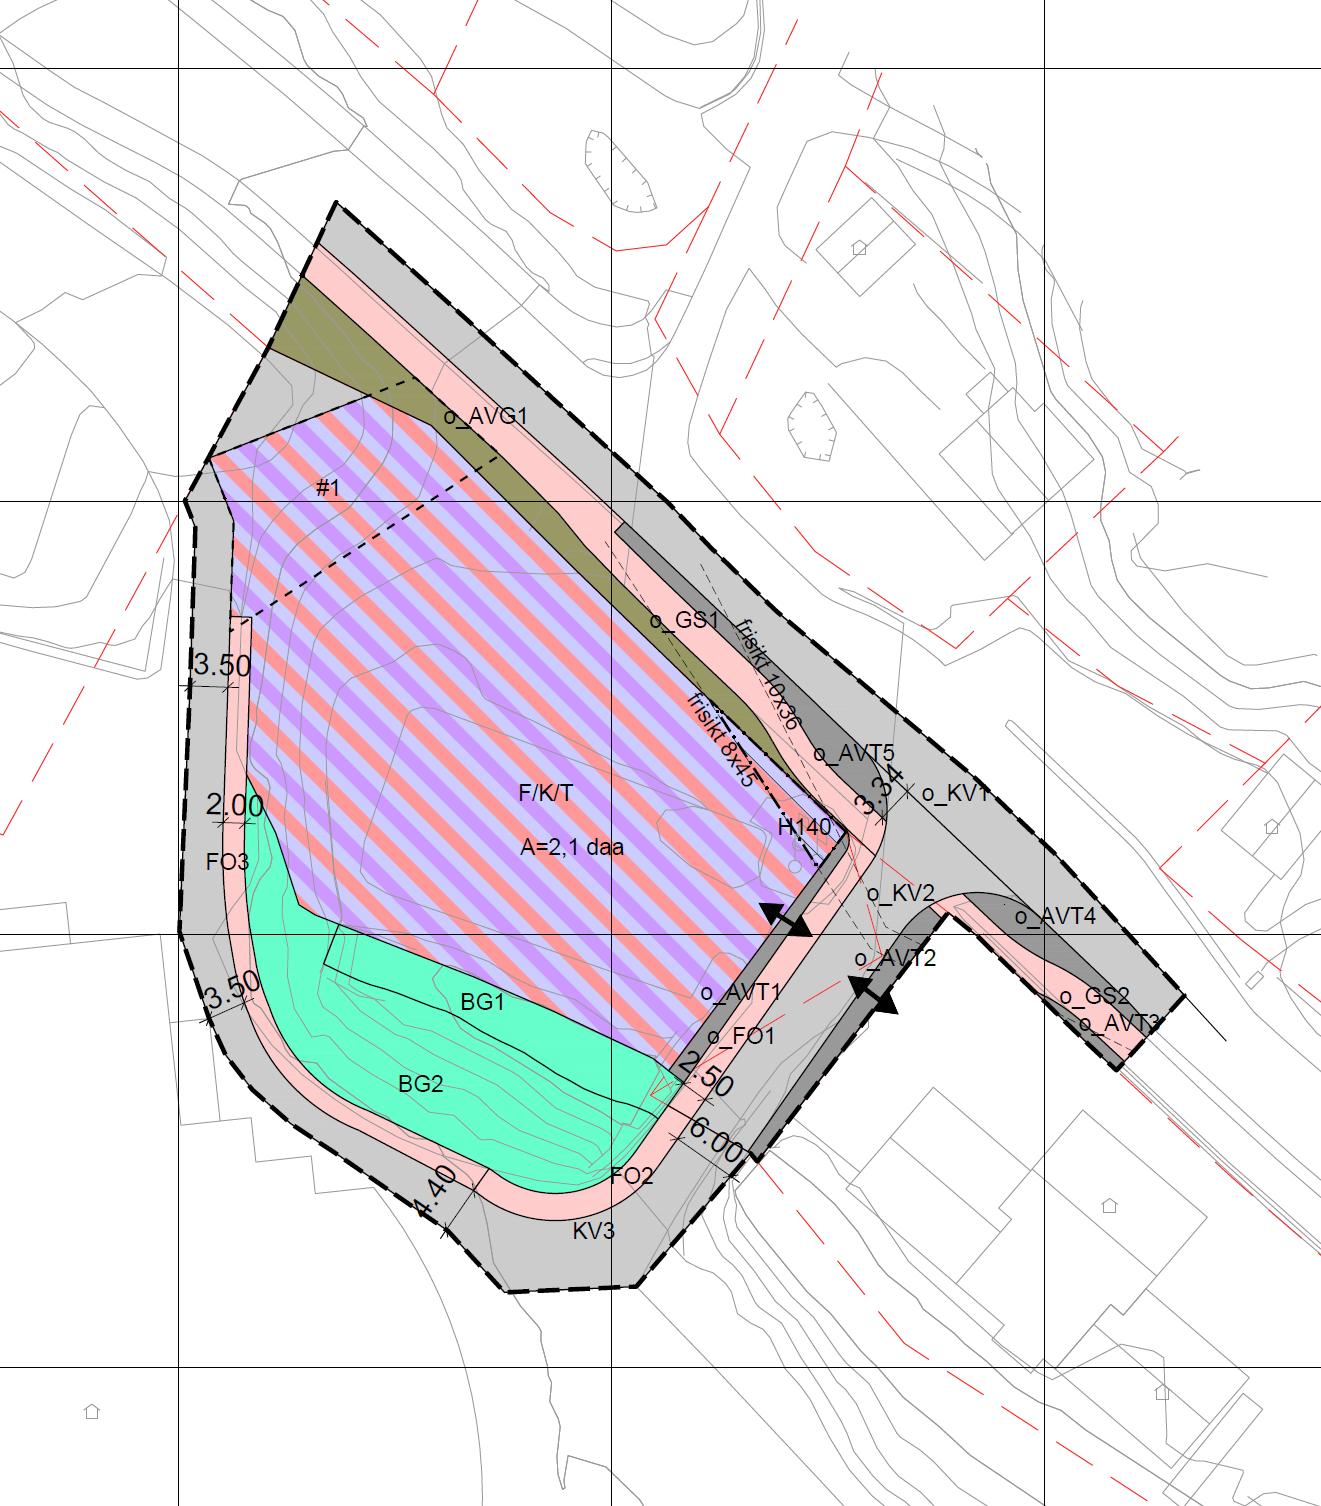 o_AVG1
#1
o_GS1
frisikt 10x36
3.50
frisikt 8x45
o_AVT5
3.34
o_KV1
F/K/T
2.00
H140
A=2,1 daa
FO3
o_KV2
o_AVT4
o_AVT2
3.50
o_AVT1
BG1
o_GS2
o_AVT3
o_FO1
2.50
BG2
6.00
FO2
4.40
KV3